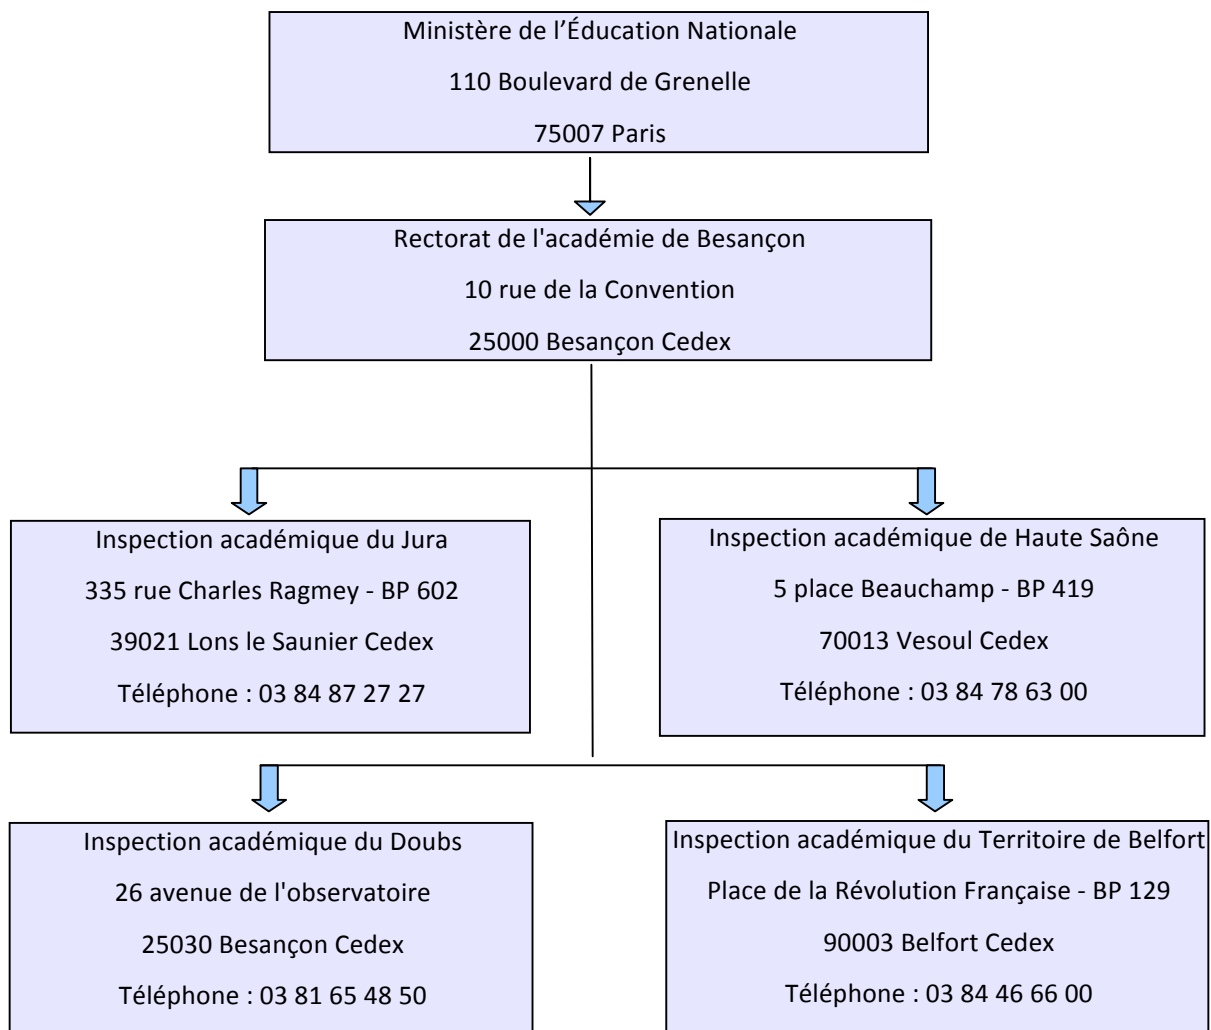 Ministère de l’Éducation Nationale
110 Boulevard de Grenelle
75007 Paris
Rectorat de l'académie de Besançon
10 rue de la Convention
25000 Besançon Cedex
Inspection académique du Jura
335 rue Charles Ragmey - BP 602
39021 Lons le Saunier Cedex
Téléphone : 03 84 87 27 27
Inspection académique de Haute Saône
5 place Beauchamp - BP 419
70013 Vesoul Cedex
Téléphone : 03 84 78 63 00
Inspection académique du Doubs
26 avenue de l'observatoire
25030 Besançon Cedex
Téléphone : 03 81 65 48 50
Inspection académique du Territoire de Belfort
Place de la Révolution Française - BP 129
90003 Belfort Cedex
Téléphone : 03 84 46 66 00